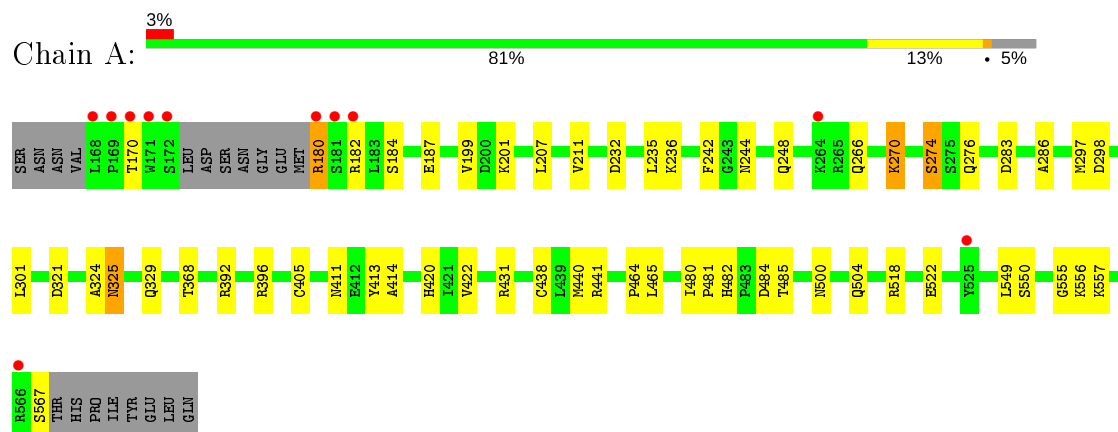 3%
Chain A:
81% 13% • 5%
SER ASN ASN VAL L168 P169 T170 W171 S172 LEU ASP SER ASN GLY GLU MET R180 S181 R182 L183 S184 E187 V199 D200 K201 L207 V211 D232 L235 K236 F242 G243 N244 Q248 K264 R265 Q266 K270 S274 S275 Q276 D283 A286 M297 D298
L301 D321 A324 N325 Q329 T368 R392 R396 C405 N411 E412 Y413 A414 H420 I421 V422 R431 C438 L439 M440 R441 P464 L465 I480 P481 H482 P483 D484 T485 N500 Q504 R518 E522 Y525 L549 S550 G555 K556 K557
R566 S567 THR HIS PRO ILE TYR GLU LEU GLN